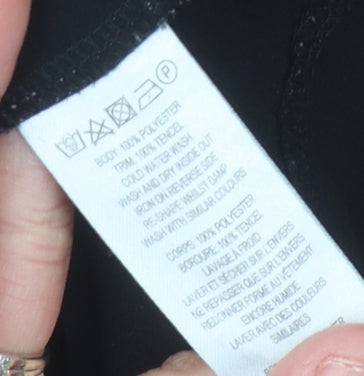 P
BODY: 100% POLYESTER
TRIM: 100% TENCEL
COLD WATER WASH
WASH AND DRY INSIDE OUT
IRON ON REVERSE SIDE
RE-SHAPE WHILST DAMP
WASH WITH SIMILAR COLOURS
CORPS: 100% POLYESTER
BORDURE: 100% TENCEL
LAVAGE À FROID
LAVER ET SÉCHER SUR L'ENVERS
NE REPASSER QUE SUR L'ENVERS
REDONNER FORME AU VÊTEMENT
ENCORE HUMIDE
LAVER AVEC DES COULEURS
SIMILAIRES